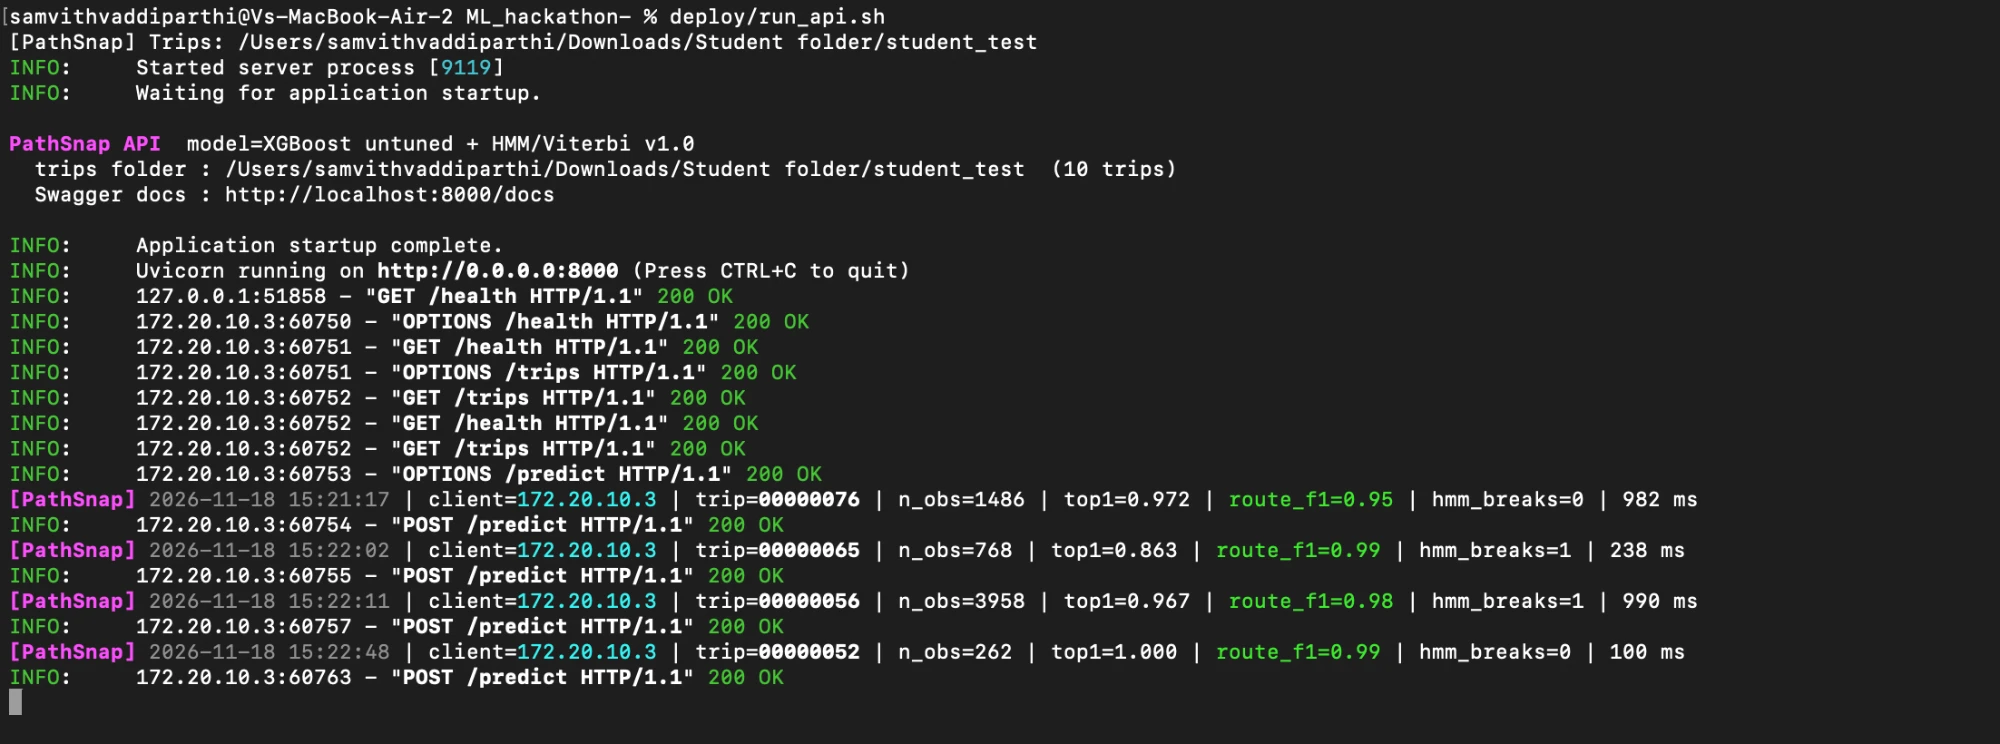 [samvithvaddiparthi@Vs-MacBook-Air-2 ML_hackathon- % deploy/run_api.sh
[PathSnap] Trips: /Users/samvithvaddiparthi/Downloads/Student folder/student_test
INFO:     Started server process [9119]
INFO:     Waiting for application startup.
PathSnap API  model=XGBoost untuned + HMM/Viterbi v1.0
  trips folder : /Users/samvithvaddiparthi/Downloads/Student folder/student_test  (10 trips)
  Swagger docs : http://localhost:8000/docs
INFO:     Application startup complete.
INFO:     Uvicorn running on http://0.0.0.0:8000 (Press CTRL+C to quit)
INFO:     127.0.0.1:51858 – "GET /health HTTP/1.1" 200 OK
INFO:     172.20.10.3:60750 – "OPTIONS /health HTTP/1.1" 200 OK
INFO:     172.20.10.3:60751 – "GET /health HTTP/1.1" 200 OK
INFO:     172.20.10.3:60751 – "OPTIONS /trips HTTP/1.1" 200 OK
INFO:     172.20.10.3:60752 – "GET /trips HTTP/1.1" 200 OK
INFO:     172.20.10.3:60752 – "GET /health HTTP/1.1" 200 OK
INFO:     172.20.10.3:60752 – "GET /trips HTTP/1.1" 200 OK
INFO:     172.20.10.3:60753 – "OPTIONS /predict HTTP/1.1" 200 OK
[PathSnap] 2026-11-18 15:21:17 | client=172.20.10.3 | trip=00000076 | n_obs=1486 | top1=0.972 | route_f1=0.95 | hmm_breaks=0 | 982 ms
INFO:     172.20.10.3:60754 – "POST /predict HTTP/1.1" 200 OK
[PathSnap] 2026-11-18 15:22:02 | client=172.20.10.3 | trip=00000065 | n_obs=768 | top1=0.863 | route_f1=0.99 | hmm_breaks=1 | 238 ms
INFO:     172.20.10.3:60755 – "POST /predict HTTP/1.1" 200 OK
[PathSnap] 2026-11-18 15:22:11 | client=172.20.10.3 | trip=00000056 | n_obs=3958 | top1=0.967 | route_f1=0.98 | hmm_breaks=1 | 990 ms
INFO:     172.20.10.3:60757 – "POST /predict HTTP/1.1" 200 OK
[PathSnap] 2026-11-18 15:22:48 | client=172.20.10.3 | trip=00000052 | n_obs=262 | top1=1.000 | route_f1=0.99 | hmm_breaks=0 | 100 ms
INFO:     172.20.10.3:60763 – "POST /predict HTTP/1.1" 200 OK